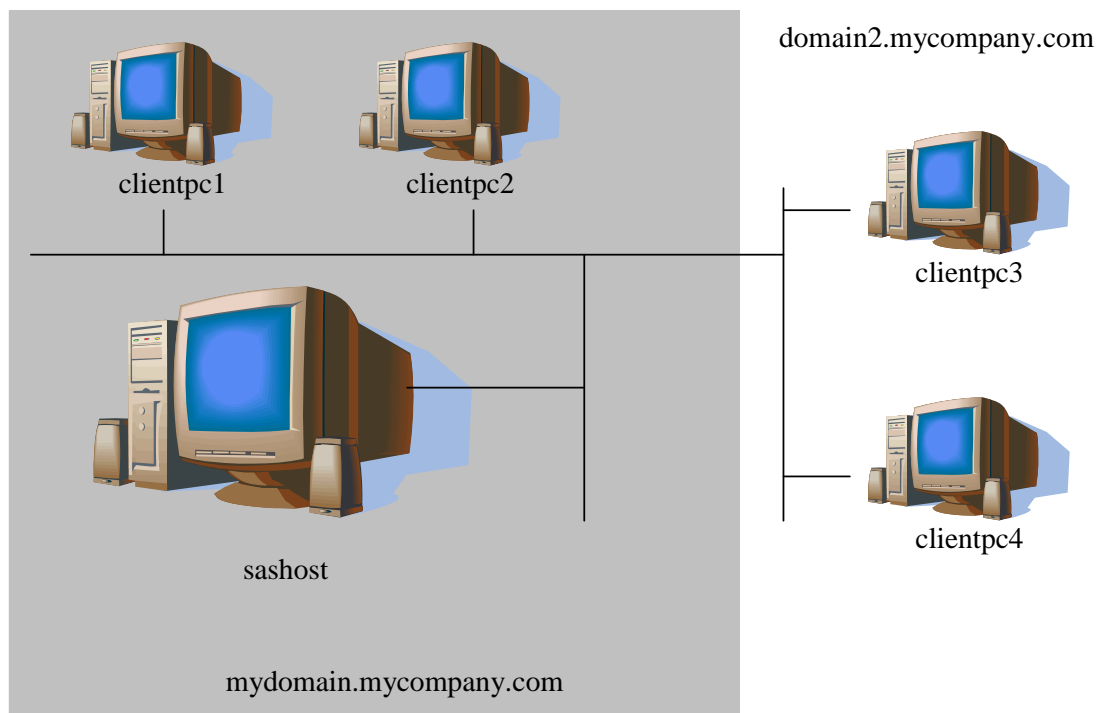 domain2.mycompany.com
clientpc1
clientpc2
clientpc3
clientpc4
sashost
mydomain.mycompany.com